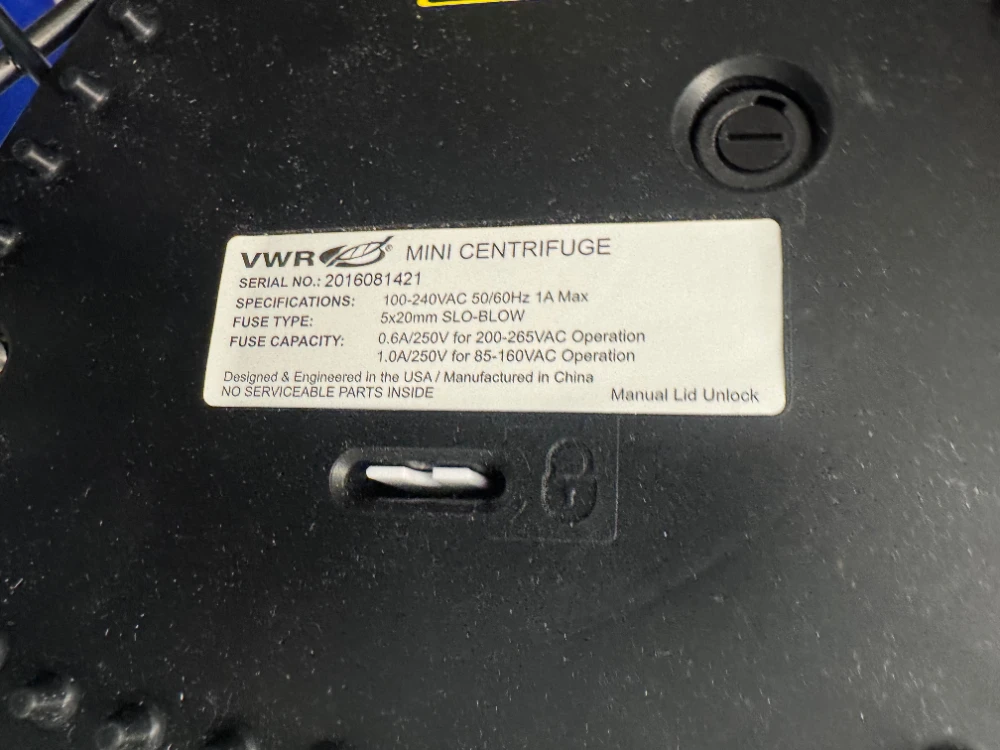 VWR® MINI CENTRIFUGE
SERIAL NO.: 2016081421
SPECIFICATIONS: 100-240VAC 50/60Hz 1A Max
FUSE TYPE: 5x20mm SLO-BLOW
FUSE CAPACITY: 0.6A/250V for 200-265VAC Operation
1.0A/250V for 85-160VAC Operation
Designed & Engineered in the USA / Manufactured in China
NO SERVICEABLE PARTS INSIDE Manual Lid Unlock